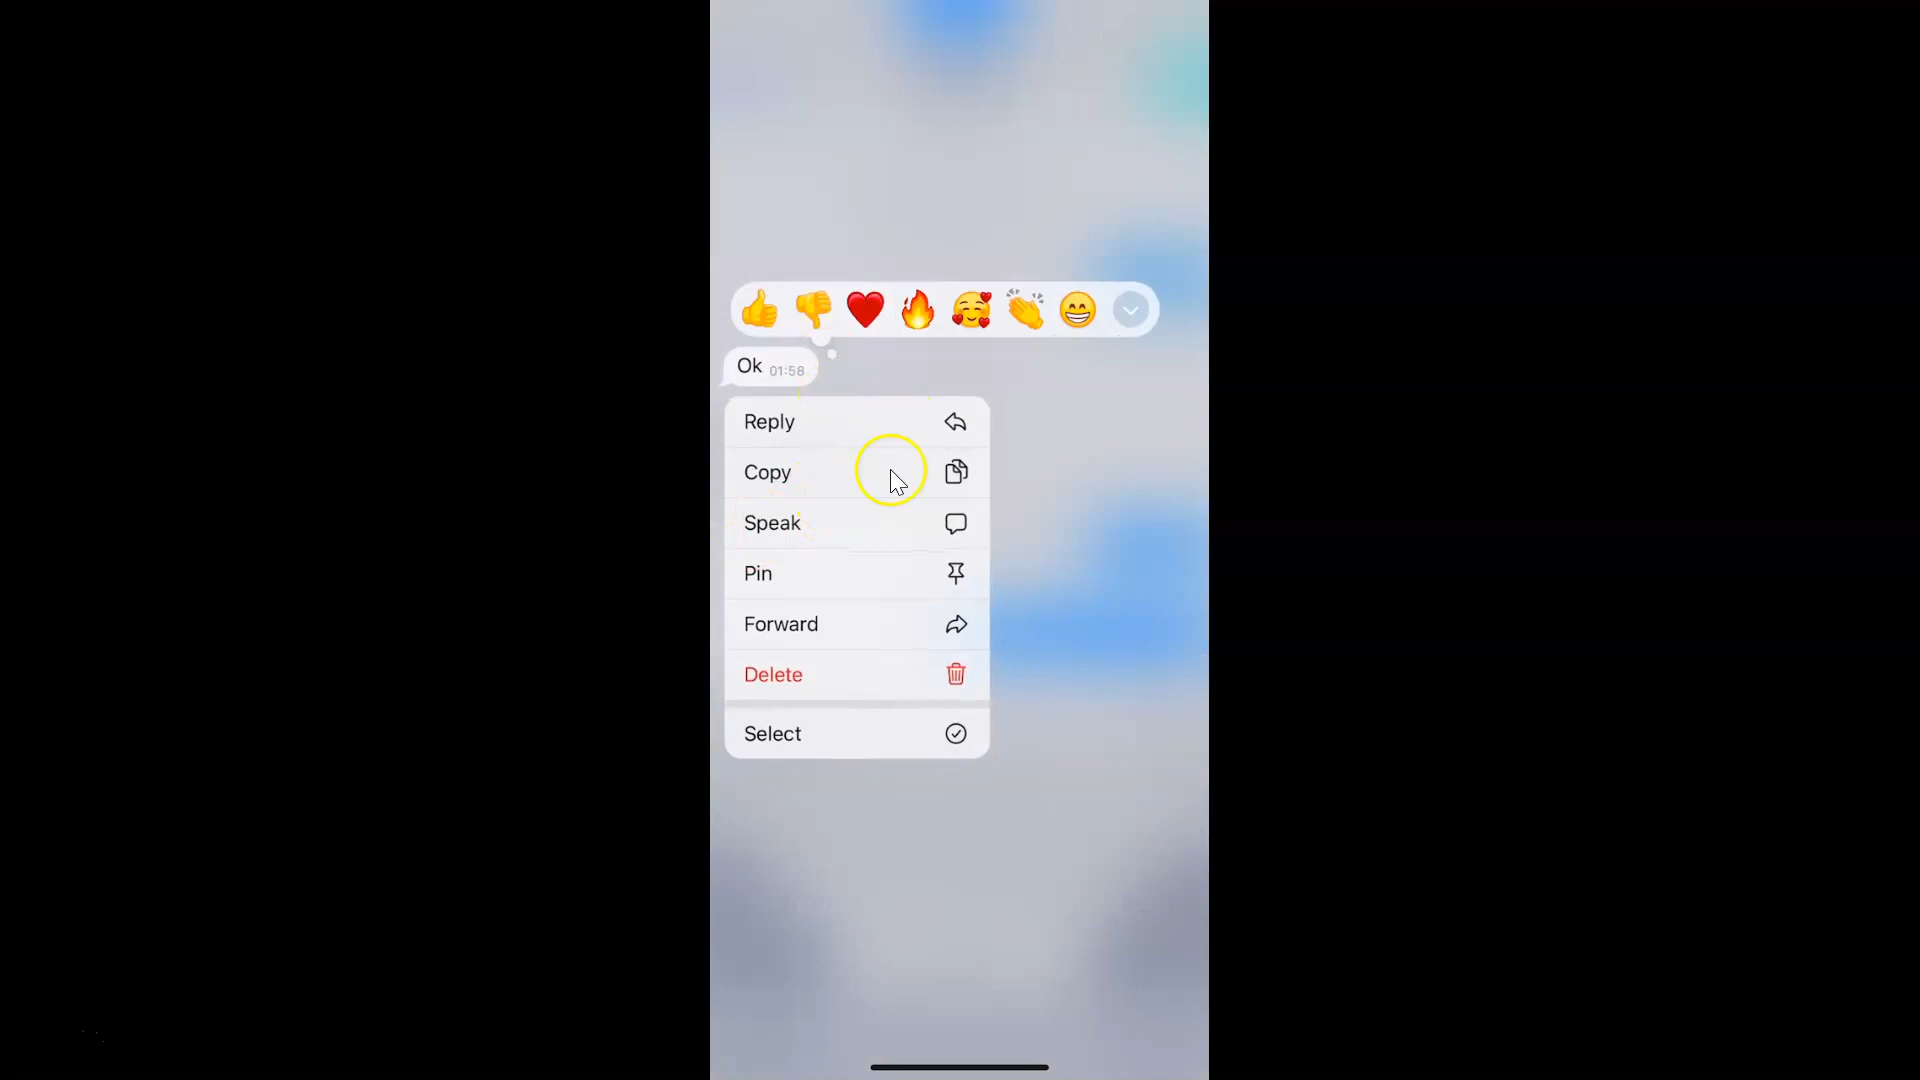 Ok 01:58
Reply
Copy
Speak
Pin
Forward
Delete
Select